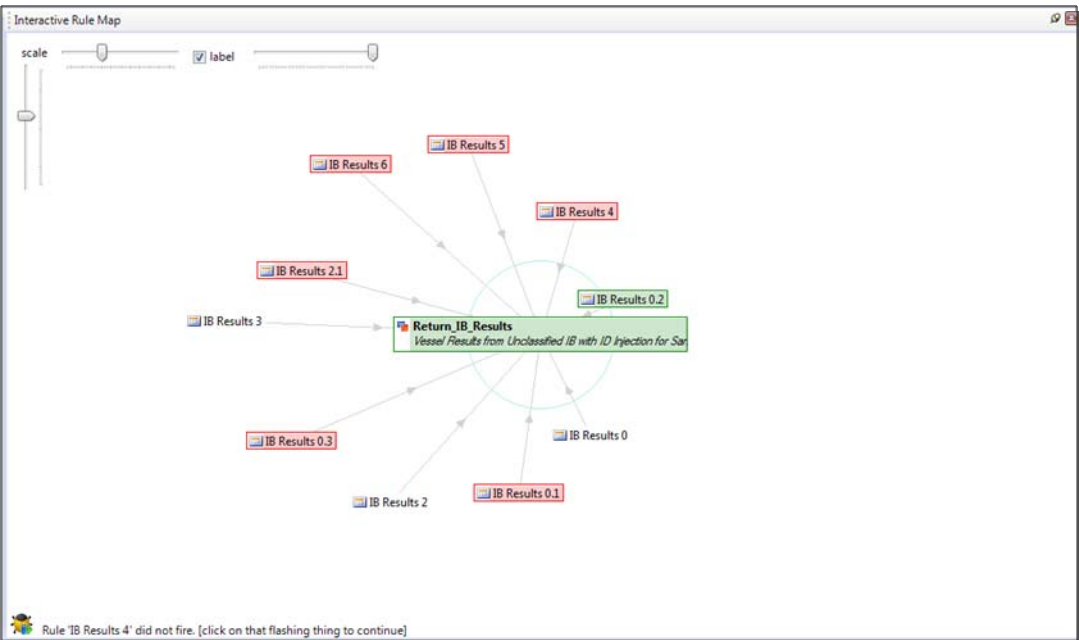 Interactive Rule Map
scale
label
IB Results 5
IB Results 6
IB Results 4
IB Results 2.1
IB Results 0.2
IB Results 3
Return_IB_Results
Vessel Results from Unclassified IB with ID Injection for San
IB Results 0.3
IB Results 0
IB Results 0.1
IB Results 2
Rule 'IB Results 4' did not fire. [click on that flashing thing to continue]